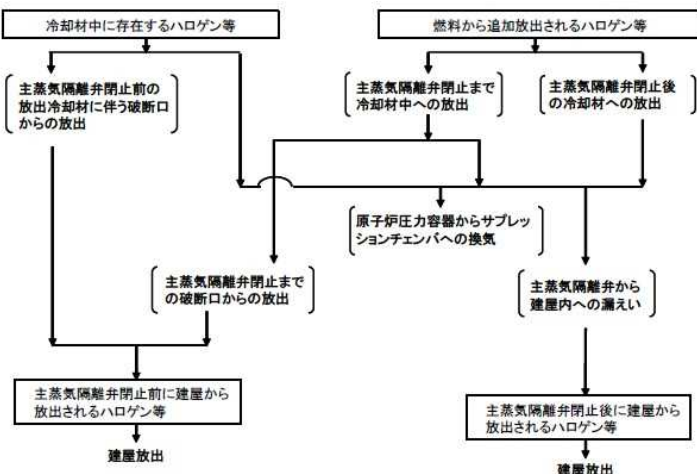 冷却材中に存在するハロゲン等
燃料から追加放出されるハロゲン等
主蒸気隔離弁閉止前の
放出冷却材に伴う破断口
からの放出
主蒸気隔離弁閉止まで
冷却材中への放出
主蒸気隔離弁閉止後
の冷却材への放出
原子炉圧力容器からサプレッ
ションチェンバへの換気
主蒸気隔離弁閉止まで
の破断口からの放出
主蒸気隔離弁から
建屋内への漏えい
主蒸気隔離弁閉止前に建屋から
放出されるハロゲン等
主蒸気隔離弁閉止後に建屋から
放出されるハロゲン等
建屋放出
建屋放出